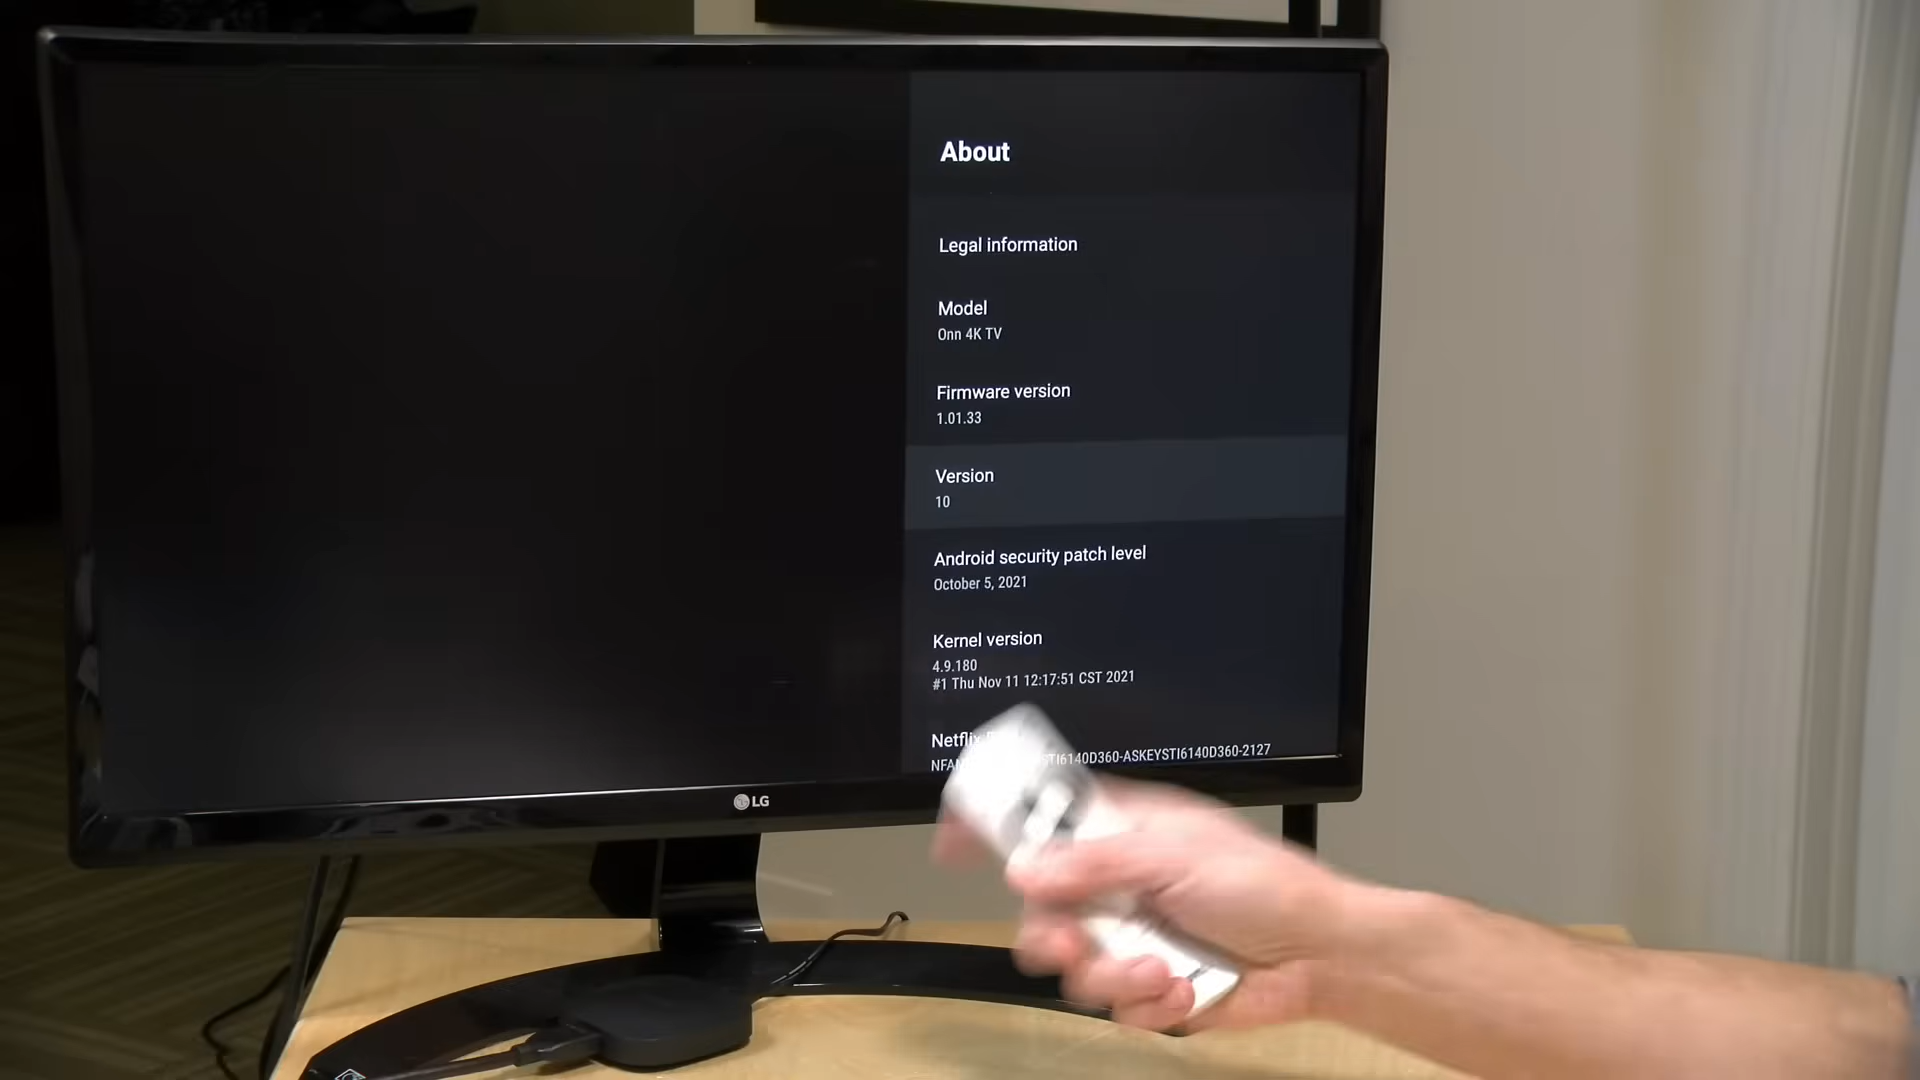 About
Legal information
Model
Onn 4K TV
Firmware version
1.01.33
Version
10
Android security patch level
October 5, 2021
Kernel version
4.9.180
#1 Thu Nov 11 12:17:51 CST 2021
Netflix
STI6140D360-ASKEYSTI6140D360-2127
LG